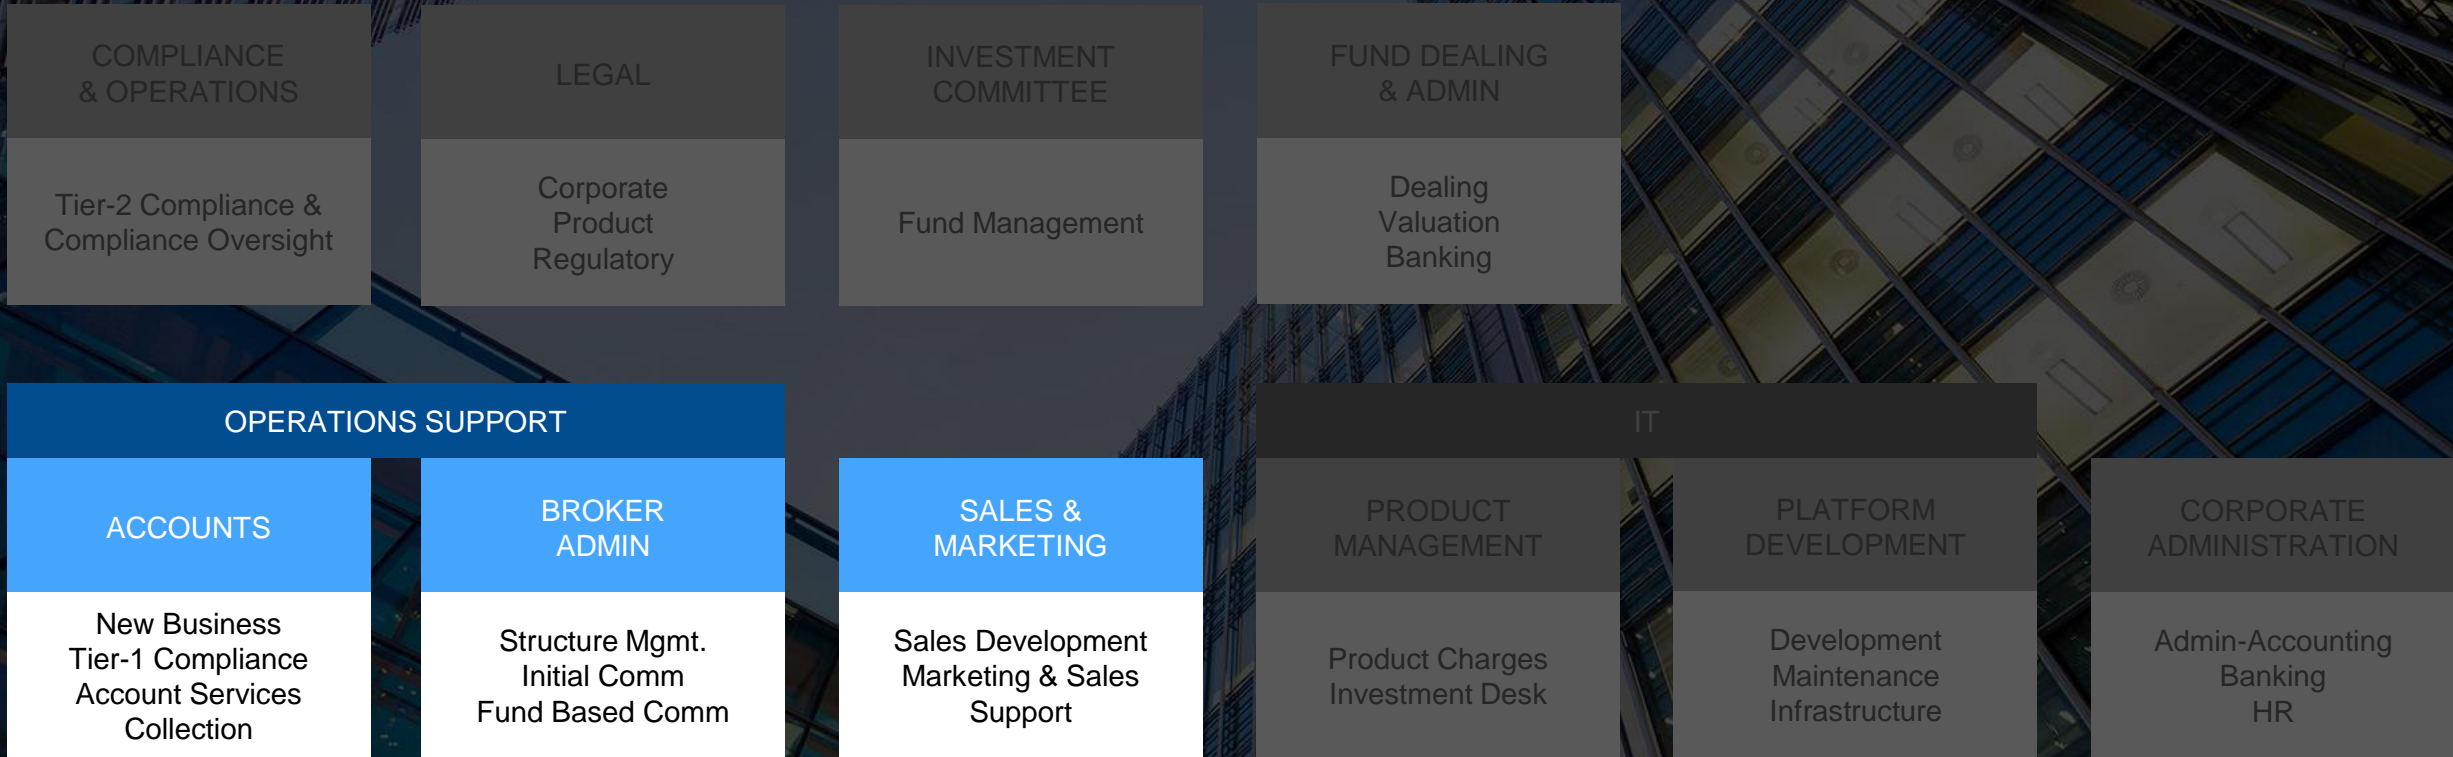 COMPLIANCE
& OPERATIONS
Tier-2 Compliance &
Compliance Oversight
LEGAL
Corporate
Product
Regulatory
INVESTMENT
COMMITTEE
Fund Management
FUND DEALING
& ADMIN
Dealing
Valuation
Banking
OPERATIONS SUPPORT
ACCOUNTS
New Business
Tier-1 Compliance
Account Services
Collection
BROKER
ADMIN
Structure Mgmt.
Initial Comm
Fund Based Comm
SALES &
MARKETING
Sales Development
Marketing & Sales
Support
IT
PRODUCT
MANAGEMENT
Product Charges
Investment Desk
PLATFORM
DEVELOPMENT
Development
Maintenance
Infrastructure
CORPORATE
ADMINISTRATION
Admin-Accounting
Banking
HR